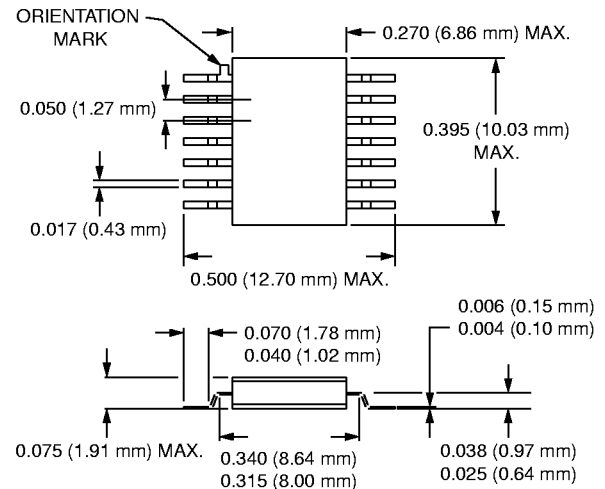 ORIENTATION
MARK
0.270 (6.86 mm) MAX.
0.050 (1.27 mm)
0.395 (10.03 mm)
MAX.
0.017 (0.43 mm)
0.500 (12.70 mm) MAX.
0.006 (0.15 mm)
0.004 (0.10 mm)
0.070 (1.78 mm)
0.040 (1.02 mm)
0.075 (1.91 mm) MAX.
0.340 (8.64 mm)
0.315 (8.00 mm)
0.038 (0.97 mm)
0.025 (0.64 mm)